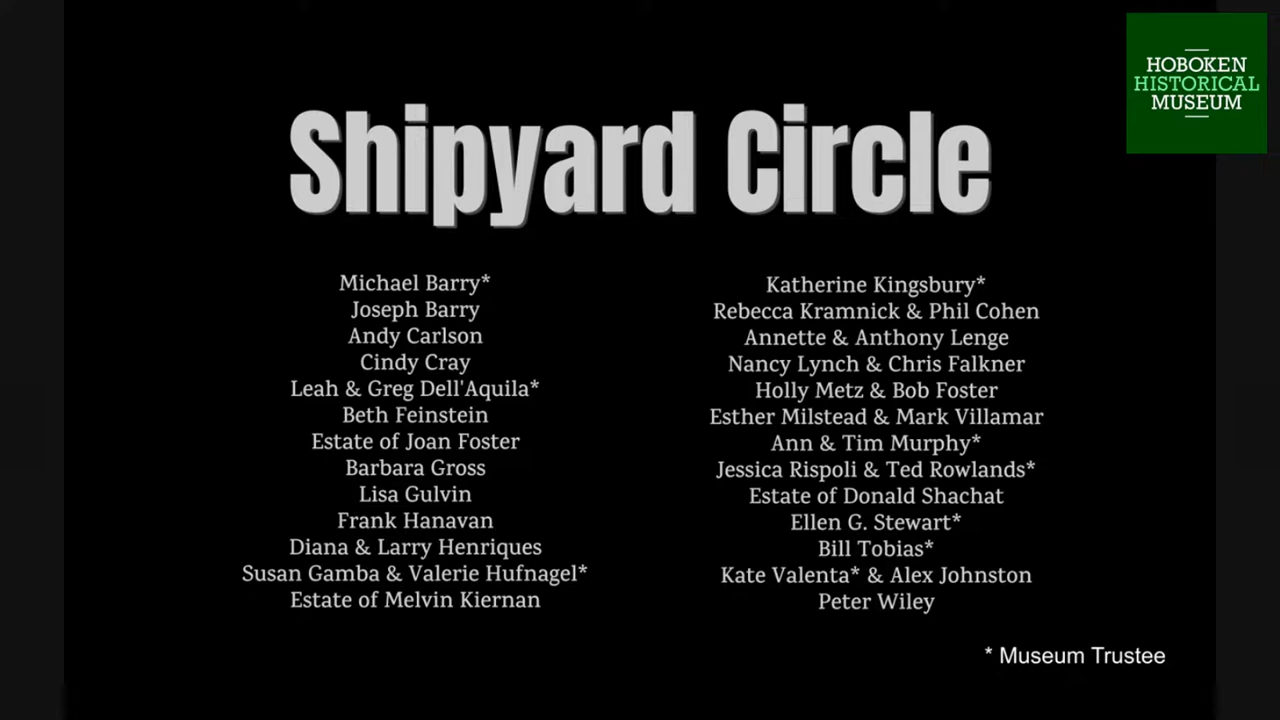 HOBOKEN
HISTORICAL
MUSEUM
Shipyard Circle
Michael Barry*
Joseph Barry
Andy Carlson
Cindy Cray
Leah & Greg Dell'Aquila*
Beth Feinstein
Estate of Joan Foster
Barbara Gross
Lisa Gulvin
Frank Hanavan
Diana & Larry Henriques
Susan Gamba & Valerie Hufnagel*
Estate of Melvin Kiernan
Katherine Kingsbury*
Rebecca Kramnick & Phil Cohen
Annette & Anthony Lenge
Nancy Lynch & Chris Falkner
Holly Metz & Bob Foster
Esther Milstead & Mark Villamar
Ann & Tim Murphy*
Jessica Rispoli & Ted Rowlands*
Estate of Donald Shachat
Ellen G. Stewart*
Bill Tobias*
Kate Valenta* & Alex Johnston
Peter Wiley
* Museum Trustee